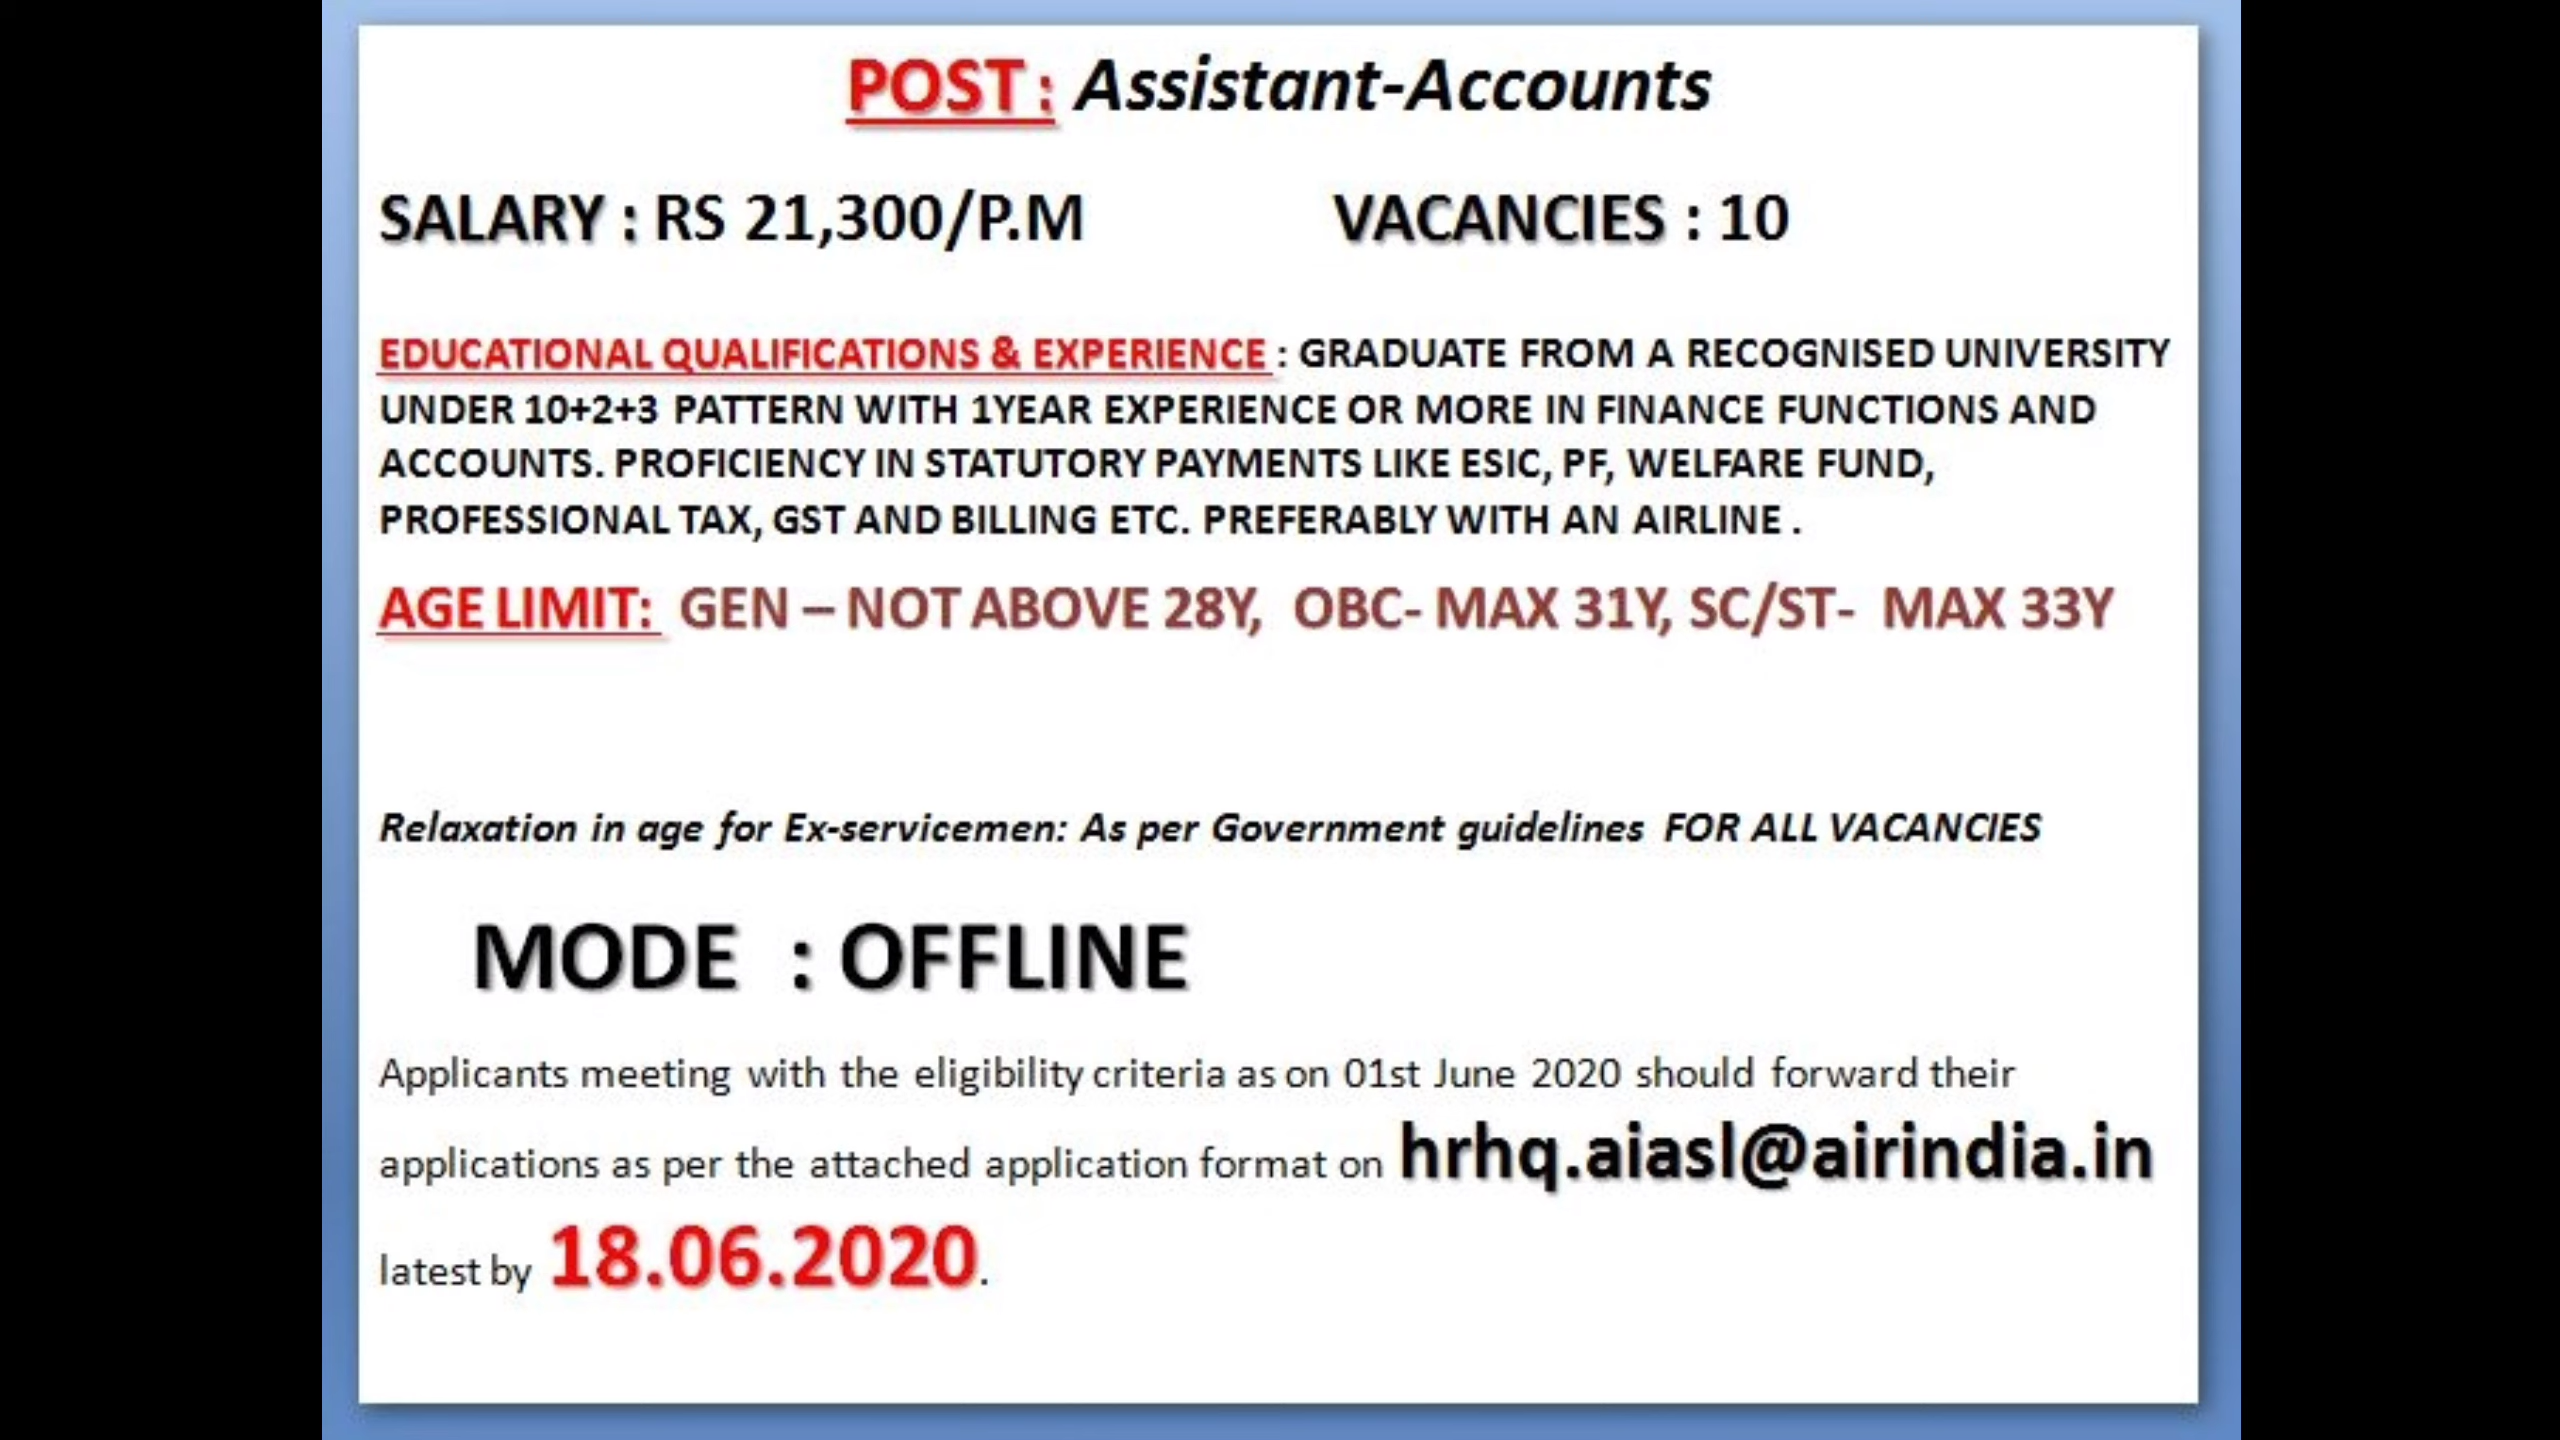 POST : Assistant-Accounts
SALARY : RS 21,300/P.M VACANCIES : 10
EDUCATIONAL QUALIFICATIONS & EXPERIENCE : GRADUATE FROM A RECOGNISED UNIVERSITY
UNDER 10+2+3 PATTERN WITH 1YEAR EXPERIENCE OR MORE IN FINANCE FUNCTIONS AND
ACCOUNTS. PROFICIENCY IN STATUTORY PAYMENTS LIKE ESIC, PF, WELFARE FUND,
PROFESSIONAL TAX, GST AND BILLING ETC. PREFERABLY WITH AN AIRLINE .
AGE LIMIT: GEN – NOT ABOVE 28Y, OBC- MAX 31Y, SC/ST- MAX 33Y
Relaxation in age for Ex-servicemen: As per Government guidelines FOR ALL VACANCIES
MODE : OFFLINE
Applicants meeting with the eligibility criteria as on 01st June 2020 should forward their
applications as per the attached application format on hrhq.aiasl@airindia.in
latest by 18.06.2020.